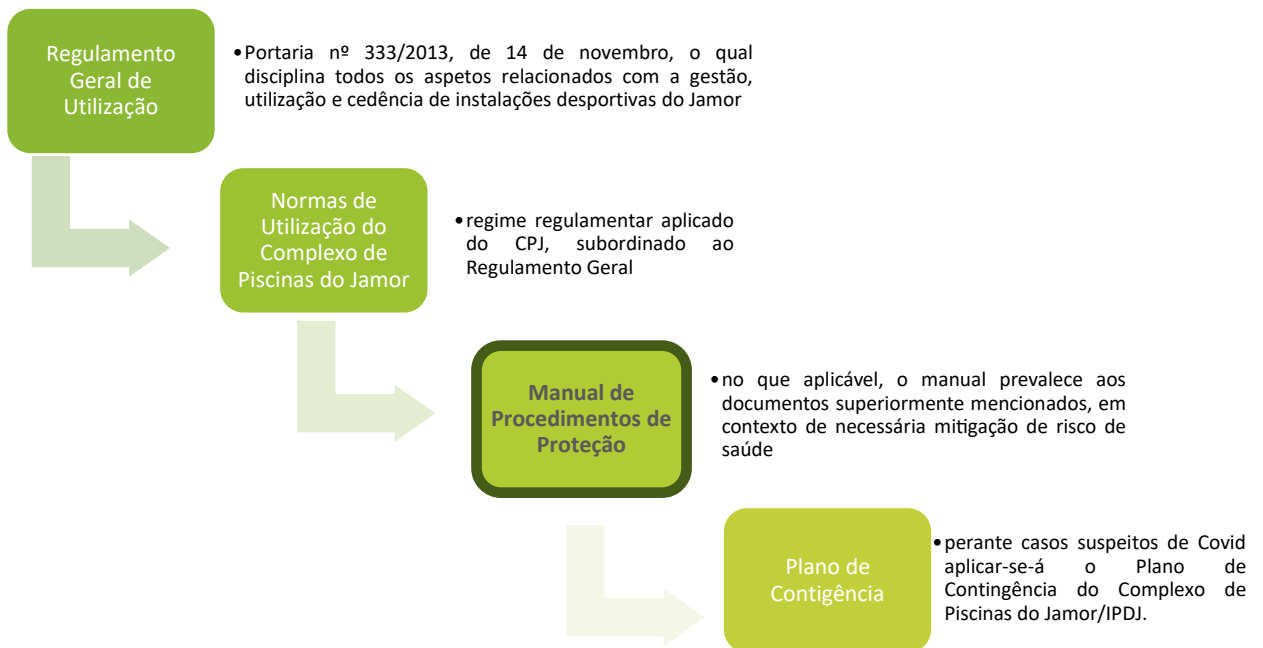 Regulamento
Geral de
Utilização
•Portaria nº 333/2013, de 14 de novembro, o qual
disciplina todos os aspetos relacionados com a gestão,
utilização e cedência de instalações desportivas do Jamor
Normas de
Utilização do
Complexo de
Piscinas do Jamor
•regime regulamentar aplicado
do CPJ, subordinado ao
Regulamento Geral
Manual de
Procedimentos de
Proteção
•no que aplicável, o manual prevalece aos
documentos superiormente mencionados, em
contexto de necessária mitigação de risco de
saúde
Plano de
Contigência
•perante casos suspeitos de Covid
aplicar-se-á o Plano de
Contingência do Complexo de
Piscinas do Jamor/IPDJ.